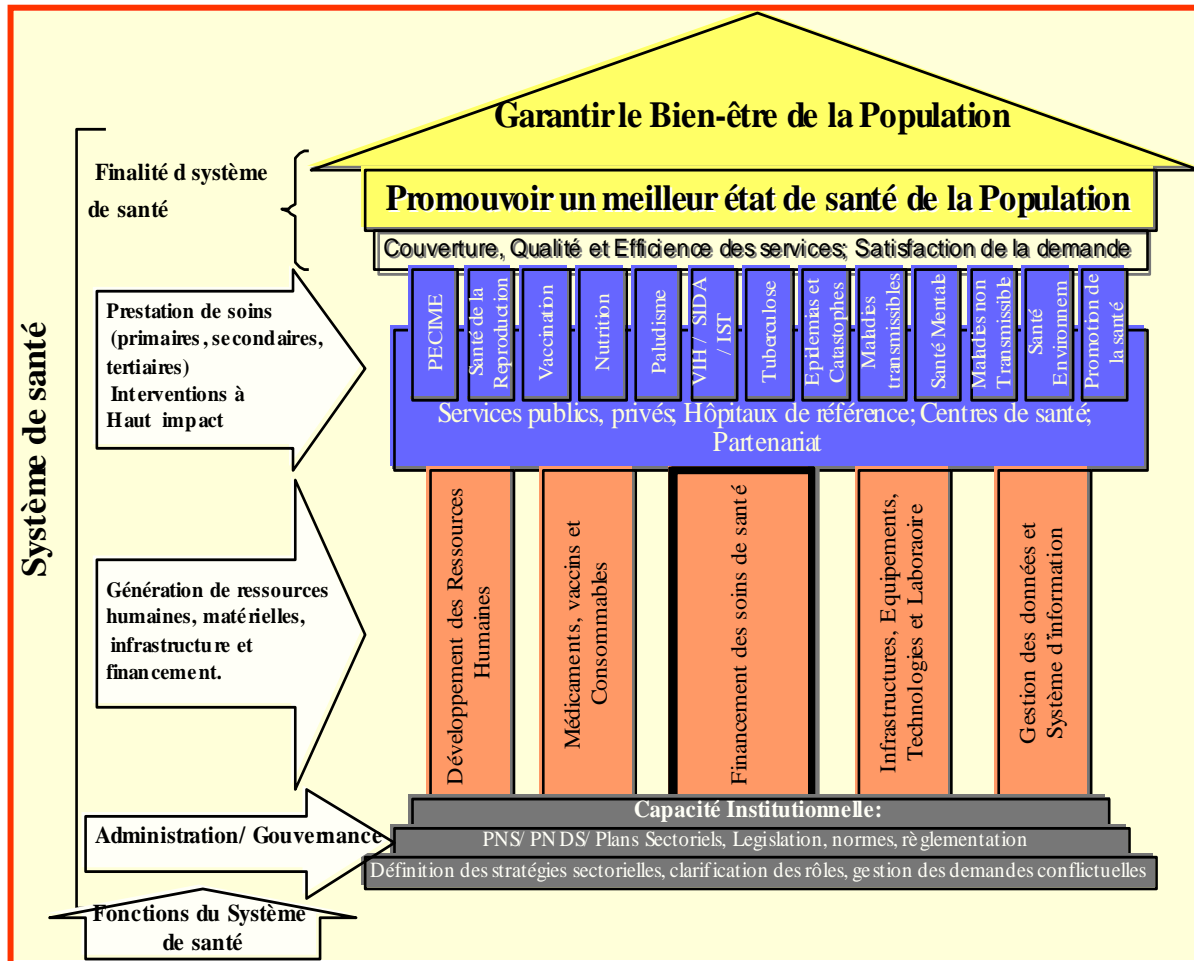 Garantir le Bien-être de la Population
Finalité d système
de santé
Promouvoir un meilleur état de santé de la Population
Couverture, Qualité et Efficience des services; Satisfaction de la demande
Système de santé
Prestation de soins
(primaires, secondaires,
tertiaires)
Interventions à
Haut impact
PECIME
Santé de la
Reproduction
Vaccination
Nutrition
Paludisme
VIH / SIDA
/ IST
Tuberculose
Epidemias et
Catastophes
Maladies
transmissibles
Santé Mentale
Maladies non
Transmissible
Santé
Environnem
Promotion de
la santé
Services publics, privés; Hôpitaux de référence; Centres de santé;
Partenariat
Génération de ressources
humaines, matérielles,
infrastructure et
financement.
Développement des Ressources
Humaines
Médicaments, vaccins et
Consommables
Financement des soins de santé
Infrastructures, Equipements,
Technologies et Laboraoire
Gestion des données et
Système d'information
Administration/ Gouvernance
Capacité Institutionnelle:
PNS/ PNDS/ Plans Sectoriels, Legislation, normes, règlementation
Définition des stratégies sectorielles, clarification des rôles, gestion des demandes conflictuelles
Fonctions du Système
de santé